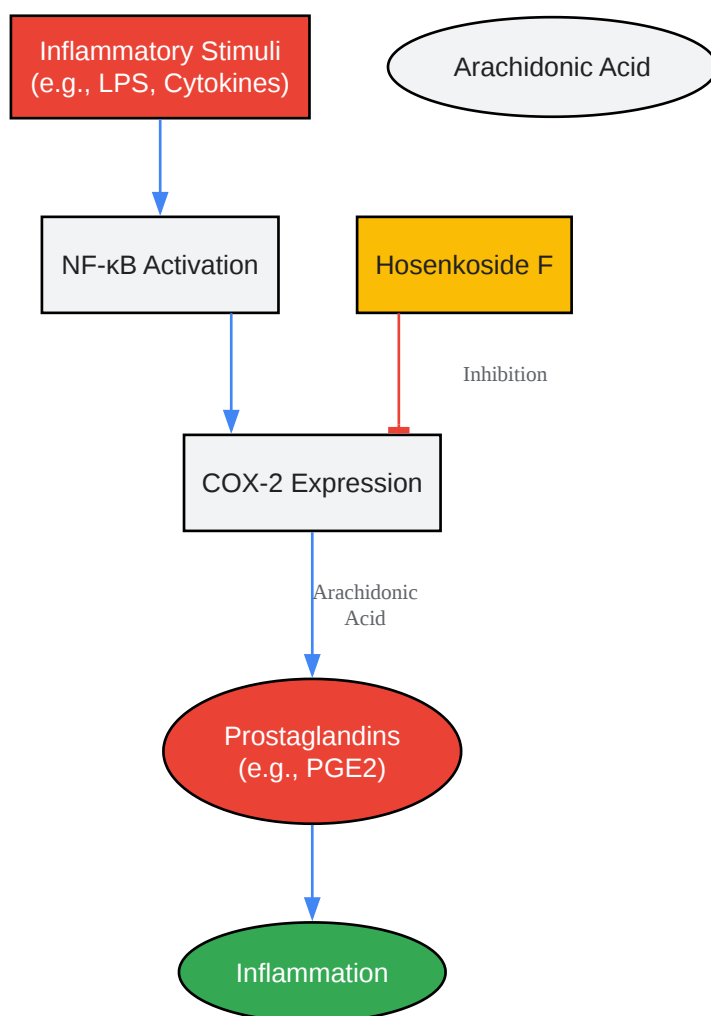 Inflammatory Stimuli
(e.g., LPS, Cytokines)
Arachidonic Acid
NF-κB Activation
Hosenkoside F
Inhibition
COX-2 Expression
Arachidonic
Acid
Prostaglandins
(e.g., PGE2)
Inflammation